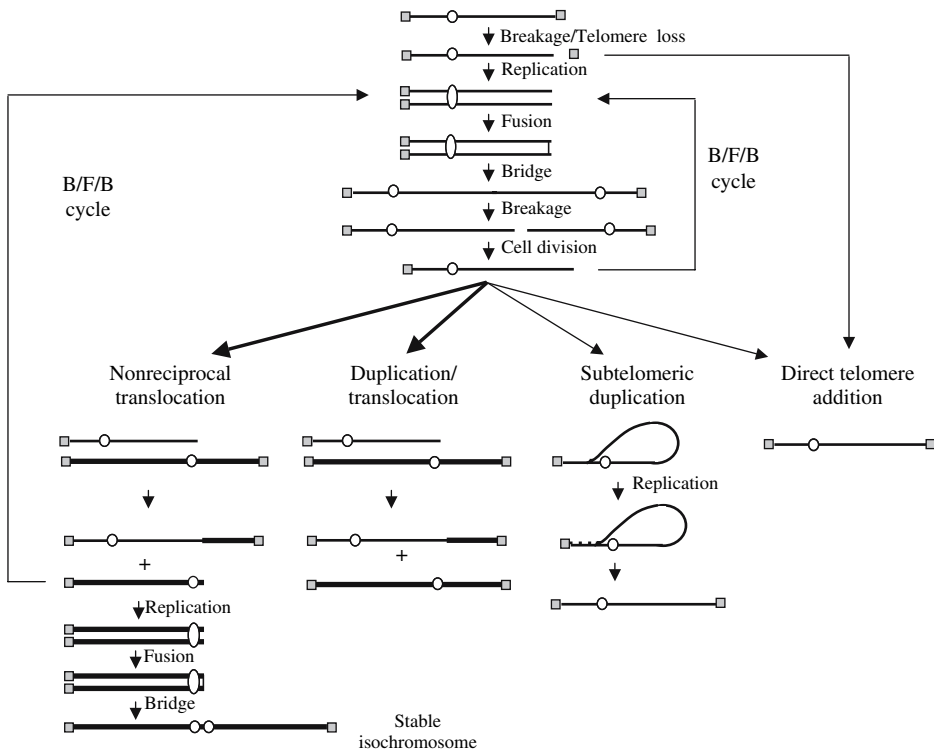 Breakage/Telomere loss
Replication
Fusion
B/F/B
cycle
B/F/B
cycle
Bridge
Breakage
Cell division
Nonreciprocal
translocation
Duplication/
translocation
Subtelomeric
duplication
Direct telomere
addition
Replication
+
+
Replication
Fusion
Bridge
Stable
isochromosome